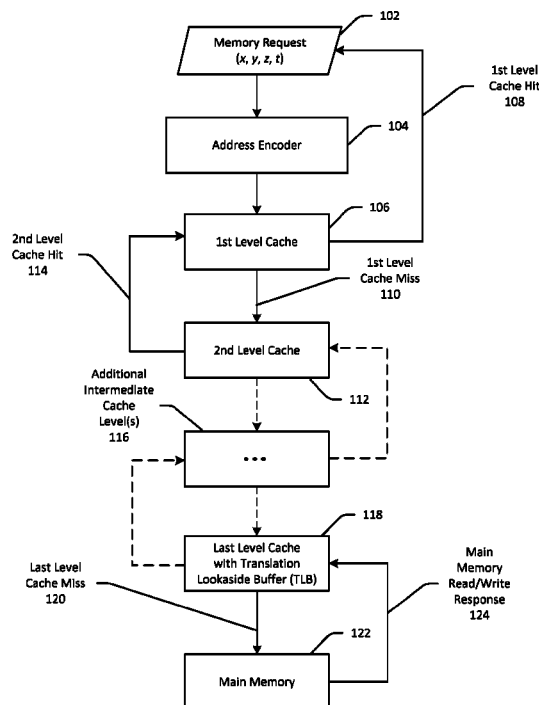 102
Memory Request
(x, y, z, t)
1st Level
Cache Hit
108
104
Address Encoder
106
1st Level Cache
2nd Level
Cache Hit
114
1st Level
Cache Miss
110
2nd Level Cache
112
Additional
Intermediate
Cache
Level(s)
116
...
118
Last Level Cache
with Translation
Lookaside Buffer (TLB)
Last Level
Cache Miss
120
Main
Memory
Read/Write
Response
124
122
Main Memory